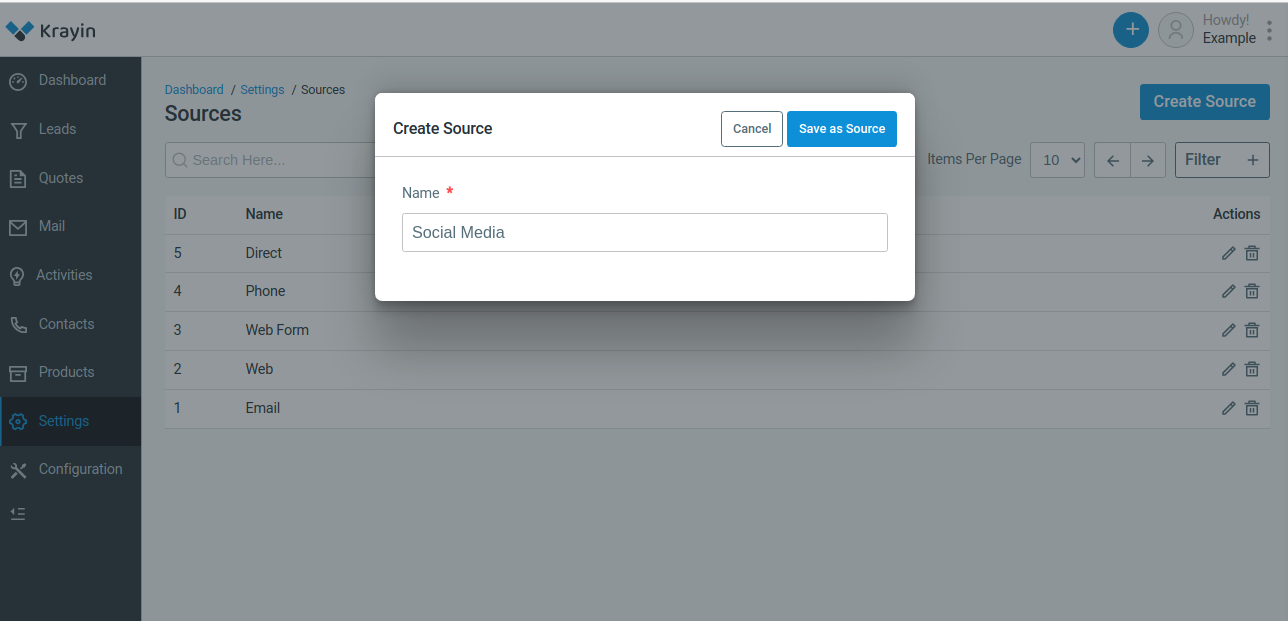 Krayin
Howdy!
Example
Dashboard
Leads
Quotes
Mail
Activities
Contacts
Products
Settings
Configuration
Dashboard / Settings / Sources
Sources
Create Source
Search Here...
Items Per Page 10
Filter +
Create Source
Cancel
Save as Source
Name *
Social Media
ID Name Actions
5 Direct
4 Phone
3 Web Form
2 Web
1 Email